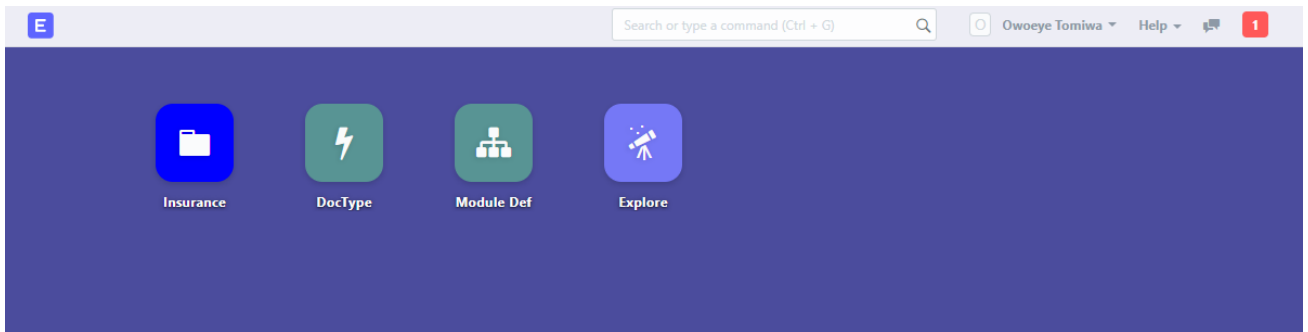 E
Search or type a command (Ctrl + G)
O Owoeye Tomiwa Help 1
Insurance DocType Module Def Explore